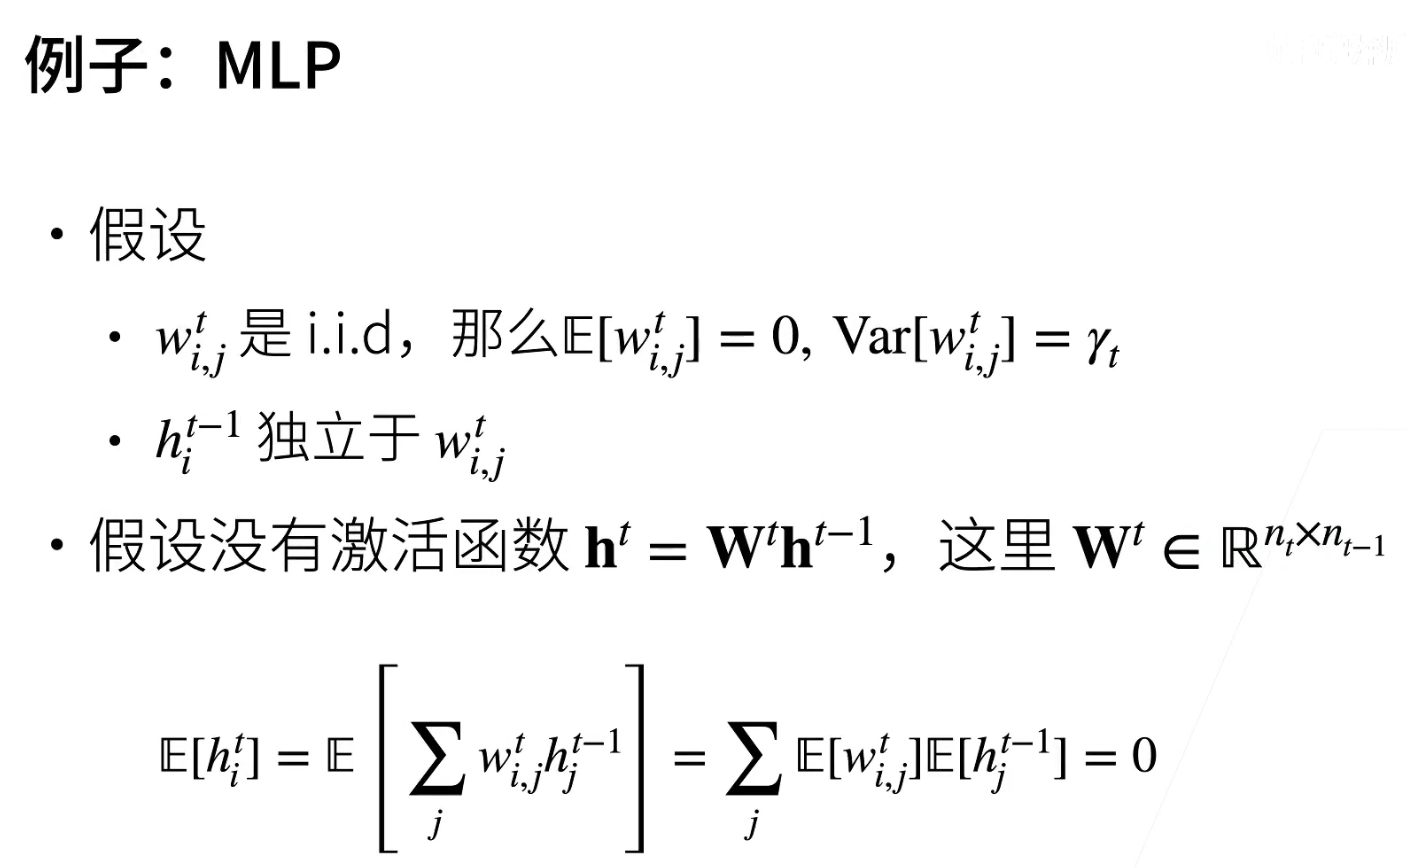 例子：MLP
• 假设
• $w_{i,j}^t$ 是 i.i.d，那么 $\mathbb{E}[w_{i,j}^t] = 0, \mathrm{Var}[w_{i,j}^t] = \gamma_t$
• $h_i^{t-1}$ 独立于 $w_{i,j}^t$
• 假设没有激活函数 $\mathbf{h}^t = \mathbf{W}^t\mathbf{h}^{t-1}$，这里 $\mathbf{W}^t \in \mathbb{R}^{n_t \times n_{t-1}}$
$\mathbb{E}[h_i^t] = \mathbb{E}\left[\sum_j w_{i,j}^t h_j^{t-1}\right] = \sum_j \mathbb{E}[w_{i,j}^t]\mathbb{E}[h_j^{t-1}] = 0$